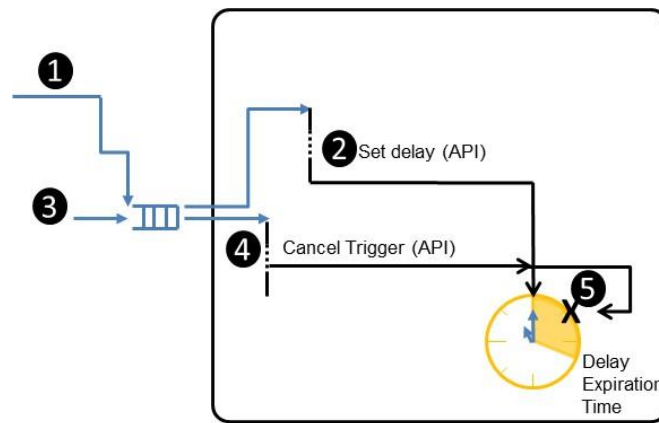 1
2 Set delay (API)
3
4 Cancel Trigger (API)
5
X
Delay
Expiration
Time